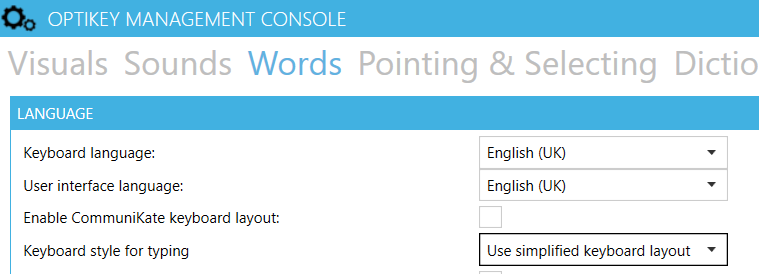 OPTIKEY MANAGEMENT CONSOLE
Visuals Sounds Words Pointing & Selecting Dictio
LANGUAGE
Keyboard language: English (UK)
User interface language: English (UK)
Enable CommuniKate keyboard layout:
Keyboard style for typing Use simplified keyboard layout